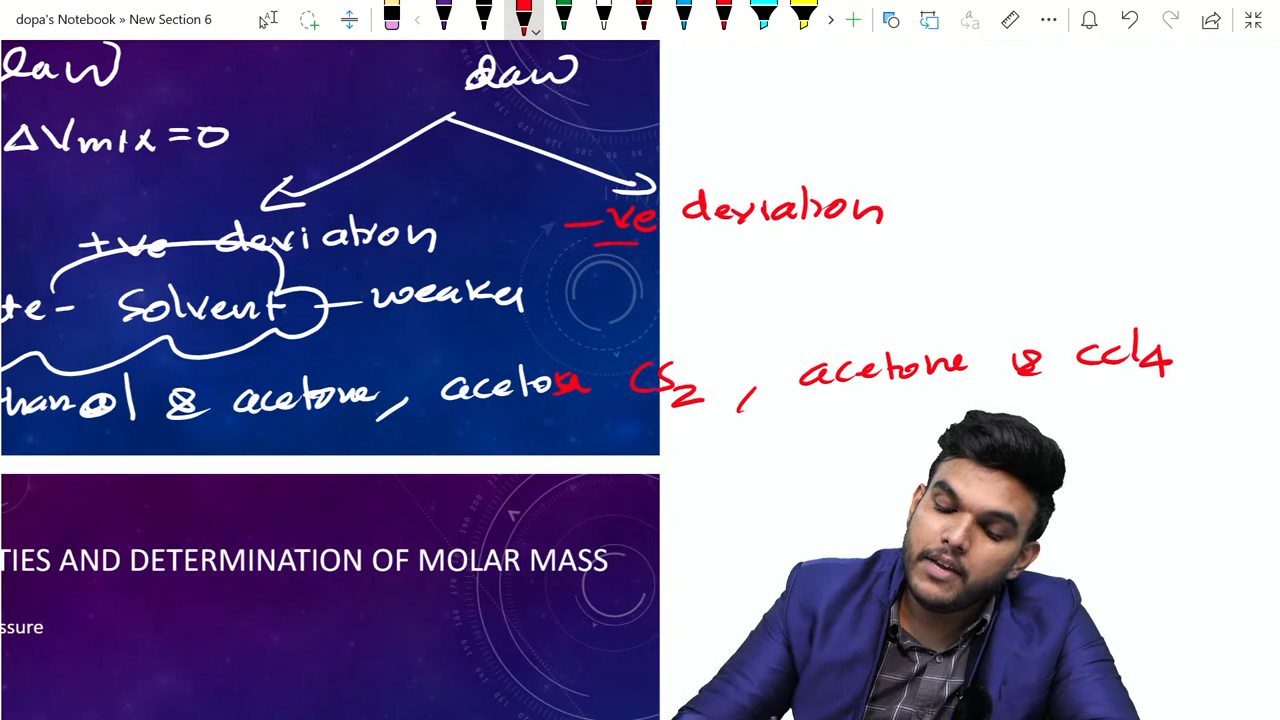 dopa's Notebook » New Section 6
law law
ΔVmix=0
-ve deviation
+ve deviation
te- Solvent - weaker
acetone & CCl4
thanol & acetone, CS2,
TIES AND DETERMINATION OF MOLAR MASS
ssure